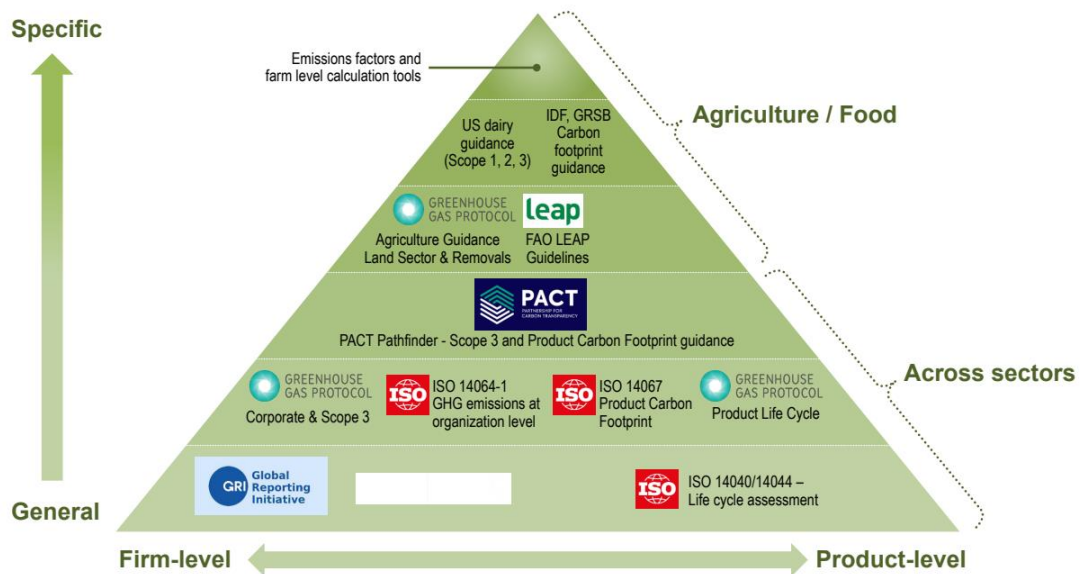 Specific
Emissions factors and
farm level calculation tools
US dairy
guidance
(Scope 1, 2, 3)
IDF, GRSB
Carbon
footprint
guidance
Agriculture / Food
GREENHOUSE
GAS PROTOCOL
Agriculture Guidance
Land Sector & Removals
leap
FAO LEAP
Guidelines
PACT
PARTNERSHIP FOR
CARBON TRANSPARENCY
PACT Pathfinder - Scope 3 and Product Carbon Footprint guidance
GREENHOUSE
GAS PROTOCOL
Corporate & Scope 3
ISO
ISO 14064-1
GHG emissions at
organization level
ISO
ISO 14067
Product Carbon
Footprint
GREENHOUSE
GAS PROTOCOL
Product Life Cycle
Across sectors
GRI
Global
Reporting
Initiative
ISO
ISO 14040/14044 –
Life cycle assessment
General
Firm-level
Product-level